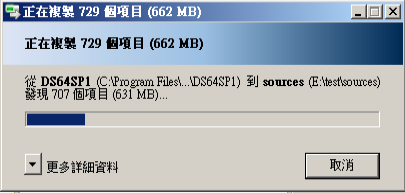 正在複製 729 個項目 (662 MB)
正在複製 729 個項目 (662 MB)
從 DS64SP1 (C:\Program Files\...\DS64SP1) 到 sources (E:\test\sources)
發現 707 個項目 (631 MB)...
更多詳細資料
取消